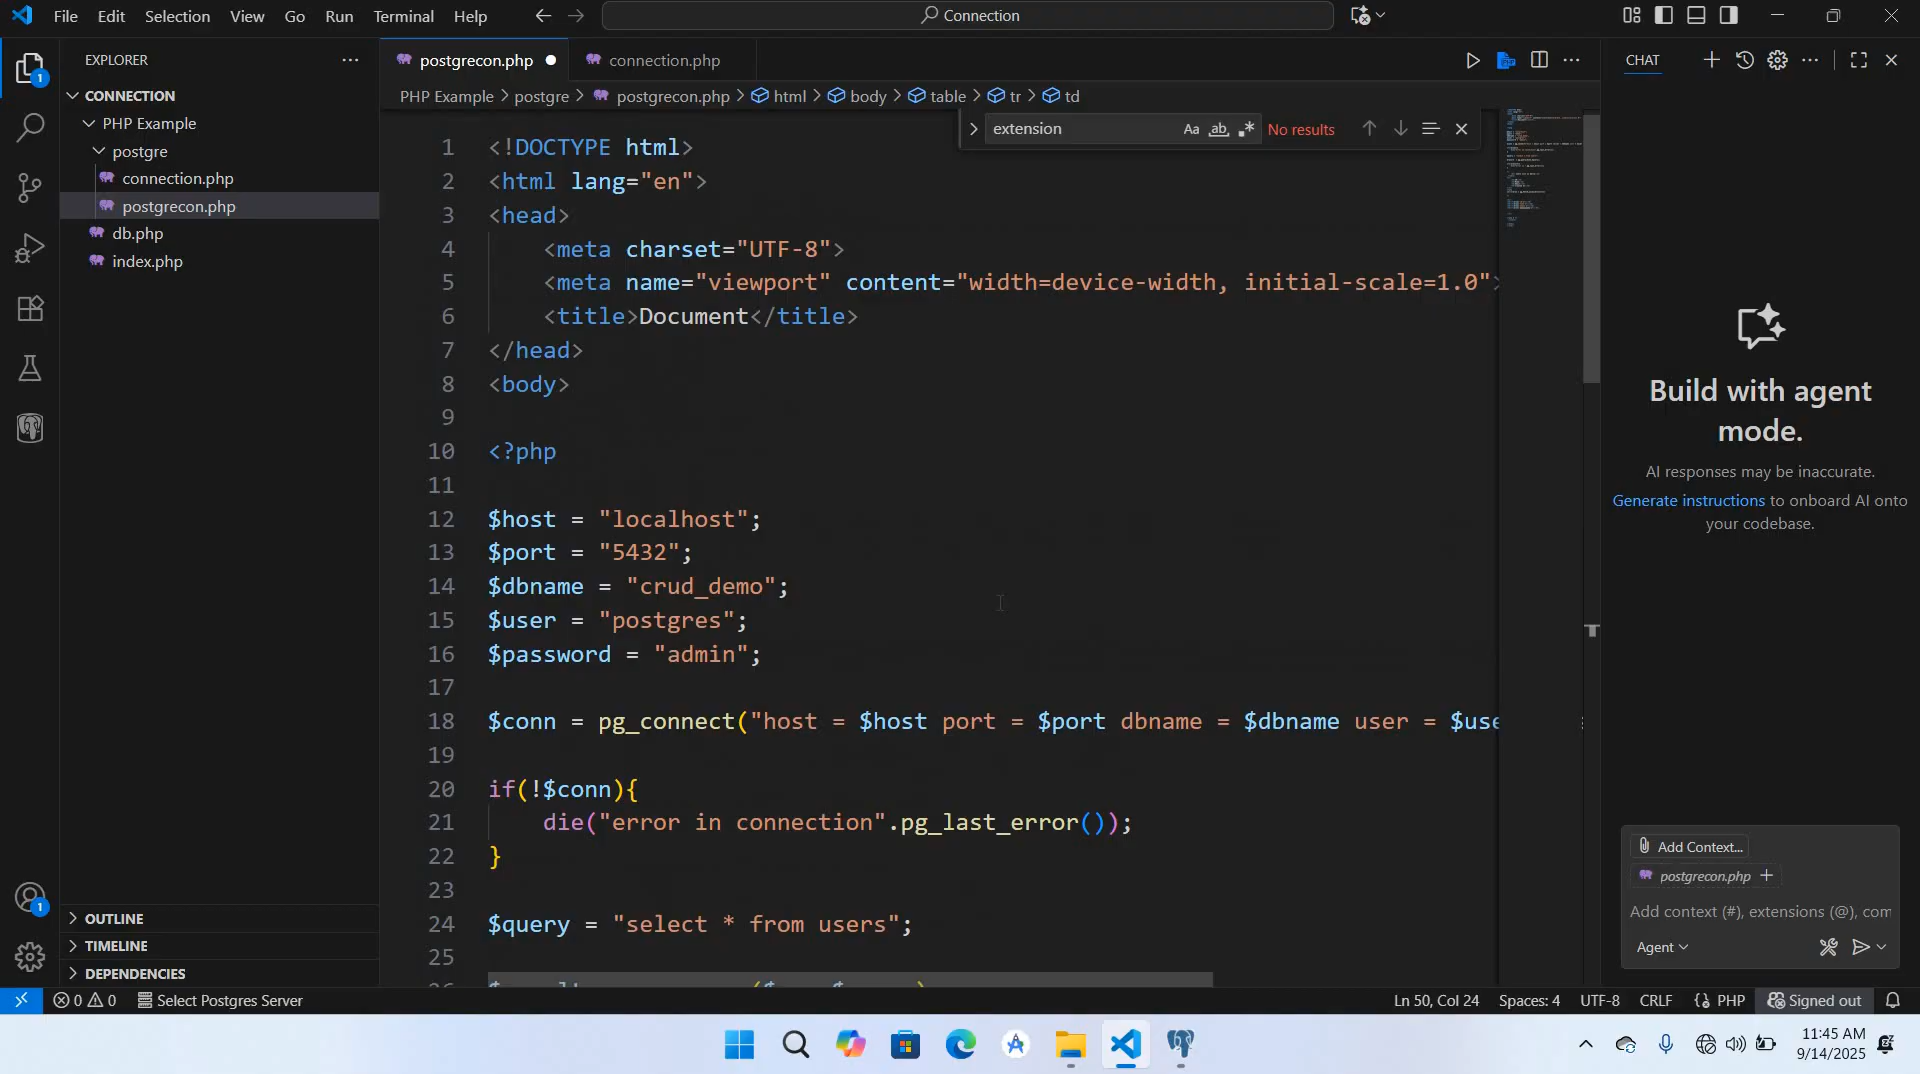 File Edit Selection View Go Run Terminal Help
Connection
EXPLORER
CONNECTION
PHP Example
postgre
connection.php
postgrecon.php
db.php
index.php
OUTLINE
TIMELINE
DEPENDENCIES
postgrecon.php
connection.php
PHP Example > postgre > postgrecon.php > html > body > table > tr > td
extension
Aa
ab
No results
1 <!DOCTYPE html>
2 <html lang="en">
3 <head>
4 <meta charset="UTF-8">
5 <meta name="viewport" content="width=device-width, initial-scale=1.0">
6 <title>Document</title>
7 </head>
8 <body>
9
10 <?php
11
12 $host = "localhost";
13 $port = "5432";
14 $dbname = "crud_demo";
15 $user = "postgres";
16 $password = "admin";
17
18 $conn = pg_connect("host = $host port = $port dbname = $dbname user = $use
19
20 if(!$conn){
21 die("error in connection".pg_last_error());
22 }
23
24 $query = "select * from users";
25
CHAT
Build with agent
mode.
AI responses may be inaccurate.
Generate instructions to onboard AI onto
your codebase.
Add Context...
postgrecon.php
Add context (#), extensions (@), com
Agent
1
1
0 0 Select Postgres Server
Ln 50, Col 24 Spaces: 4 UTF-8 CRLF {} PHP Signed out
11:45 AM
9/14/2025